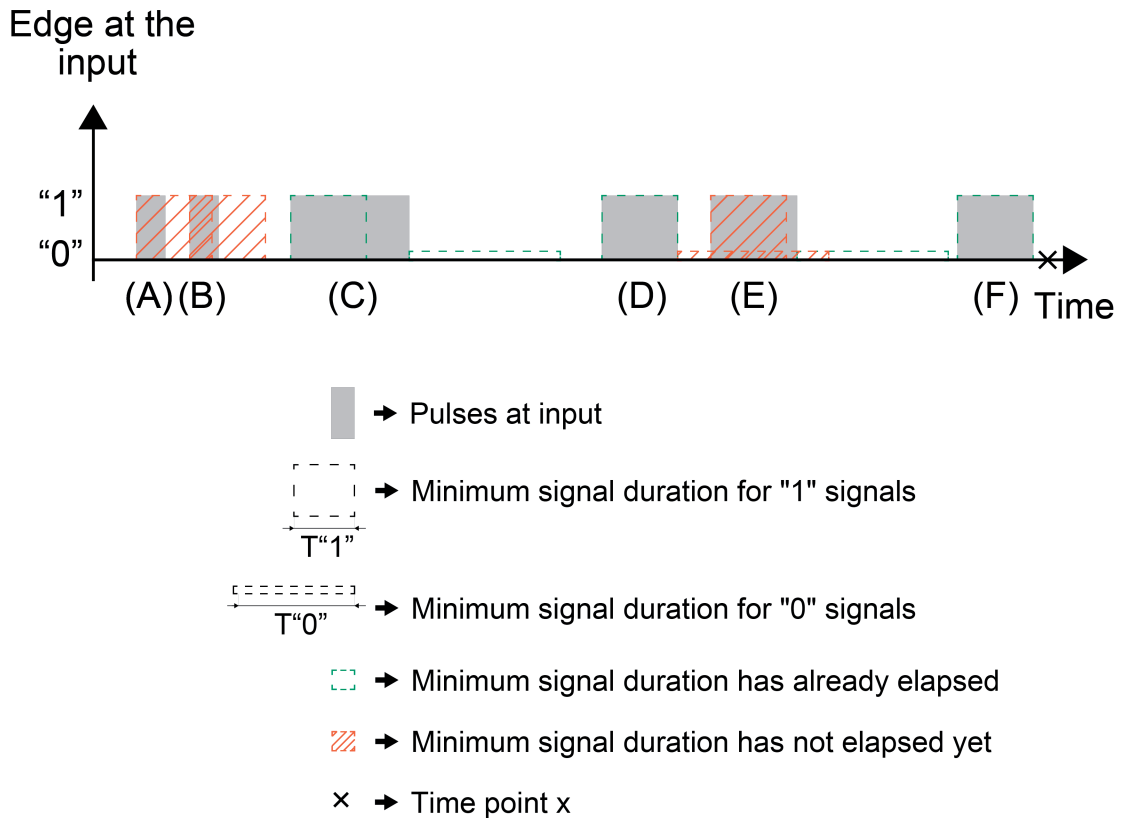 Edge at the
input
“1”
“0”
(A) (B) (C) (D) (E) (F) Time
Pulses at input
Minimum signal duration for "1" signals
T“1”
Minimum signal duration for "0" signals
T“0”
Minimum signal duration has already elapsed
Minimum signal duration has not elapsed yet
Time point x